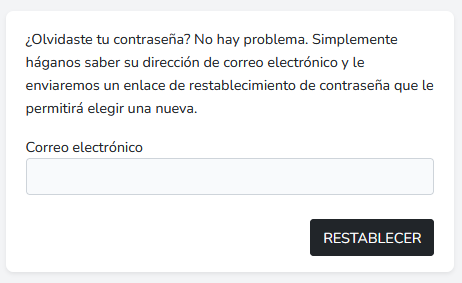 ¿Olvidaste tu contraseña? No hay problema. Simplemente
háganos saber su dirección de correo electrónico y le
enviaremos un enlace de restablecimiento de contraseña que le
permitirá elegir una nueva.
Correo electrónico
RESTABLECER